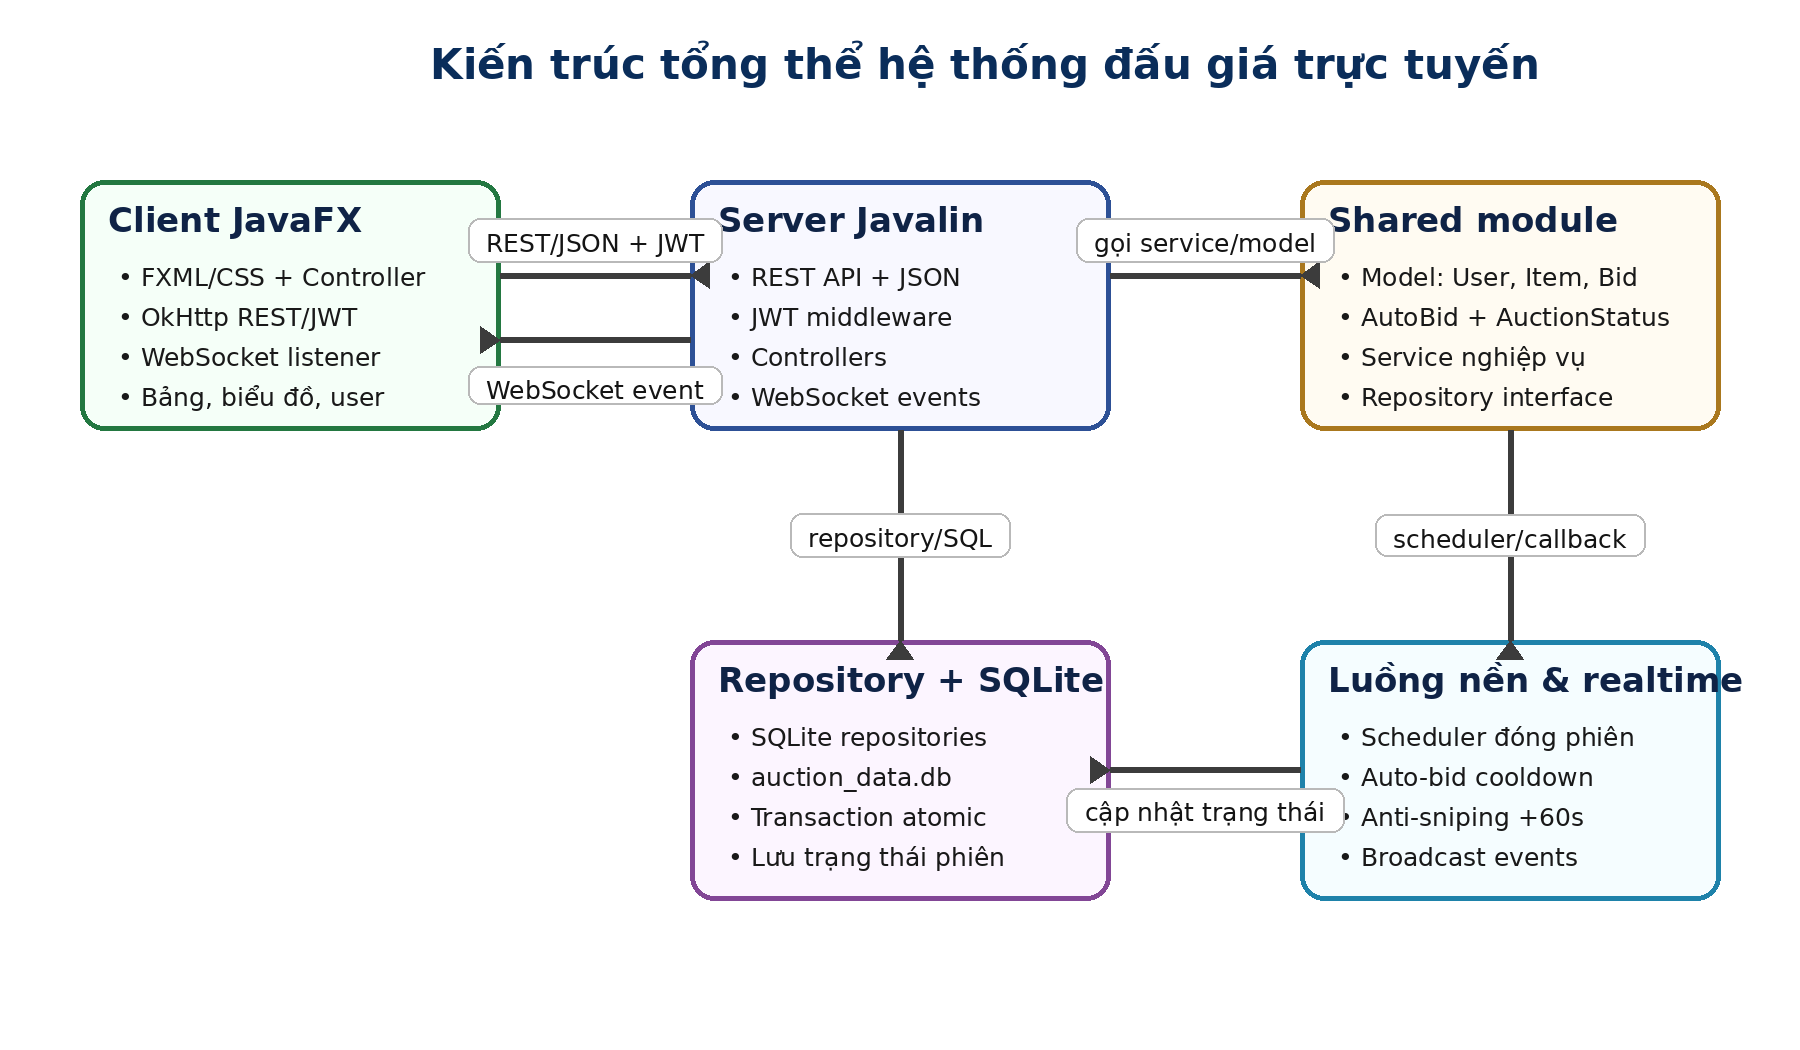 Kiến trúc tổng thể hệ thống đấu giá trực tuyến
Client JavaFX
• FXML/CSS + Controller
• OkHttp REST/JWT
• WebSocket listener
• Bảng, biểu đồ, user
REST/JSON + JWT
WebSocket event
Server Javalin
• REST API + JSON
• JWT middleware
• Controllers
• WebSocket events
gọi service/model
Shared module
• Model: User, Item, Bid
• AutoBid + AuctionStatus
• Service nghiệp vụ
• Repository interface
repository/SQL
scheduler/callback
Repository + SQLite
• SQLite repositories
• auction_data.db
• Transaction atomic
• Lưu trạng thái phiên
cập nhật trạng thái
Luồng nền & realtime
• Scheduler đóng phiên
• Auto-bid cooldown
• Anti-sniping +60s
• Broadcast events